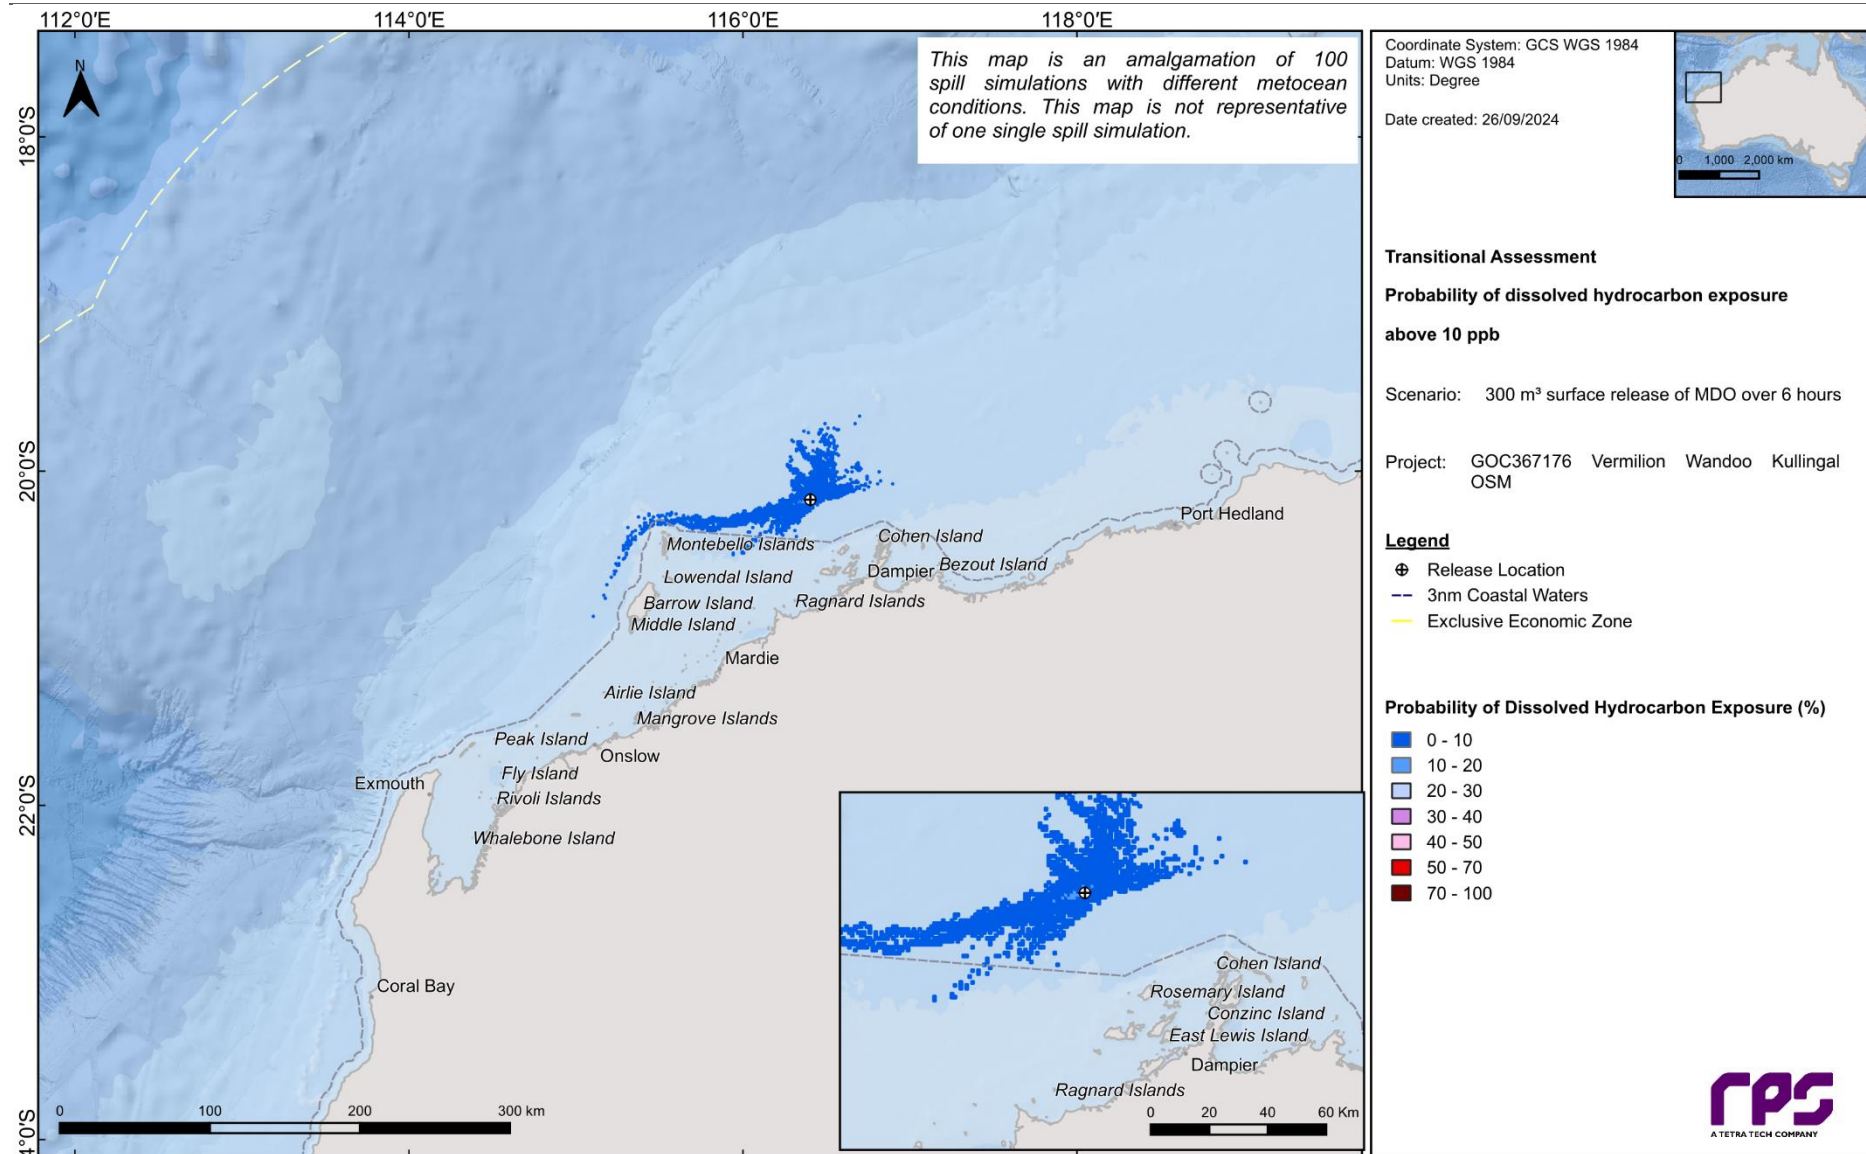 112°0'E
114°0'E
116°0'E
118°0'E
18°0'S
20°0'S
22°0'S
4°0'S
N
This map is an amalgamation of 100
spill simulations with different metocean
conditions. This map is not representative
of one single spill simulation.
Port Hedland
Cohen Island
Montebello Islands
Bezout Island
Dampier
Lowendal Island
Ragnard Islands
Barrow Island
Middle Island
Mardie
Airlie Island
Mangrove Islands
Peak Island
Onslow
Fly Island
Exmouth
Rivoli Islands
Whalebone Island
Coral Bay
0 100 200 300 km
Cohen Island
Rosemary Island
Conzinc Island
East Lewis Island
Dampier
Ragnard Islands
0 20 40 60 Km
Coordinate System: GCS WGS 1984
Datum: WGS 1984
Units: Degree
Date created: 26/09/2024
0 1,000 2,000 km
Transitional Assessment
Probability of dissolved hydrocarbon exposure
above 10 ppb
Scenario: 300 m³ surface release of MDO over 6 hours
Project: GOC367176 Vermilion Wandoo Kullingal
OSM
Legend
Release Location
3nm Coastal Waters
Exclusive Economic Zone
Probability of Dissolved Hydrocarbon Exposure (%)
0 - 10
10 - 20
20 - 30
30 - 40
40 - 50
50 - 70
70 - 100
rps
A TETRA TECH COMPANY